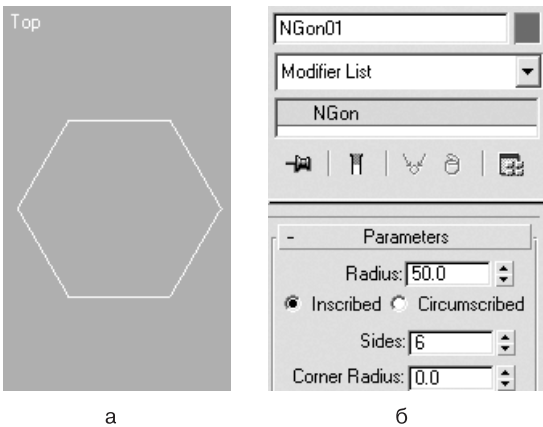 Top
NGon01
Modifier List
NGon
- Parameters
Radius: 50.0
Inscribed Circumscribed
Sides: 6
Corner Radius: 0.0
а б